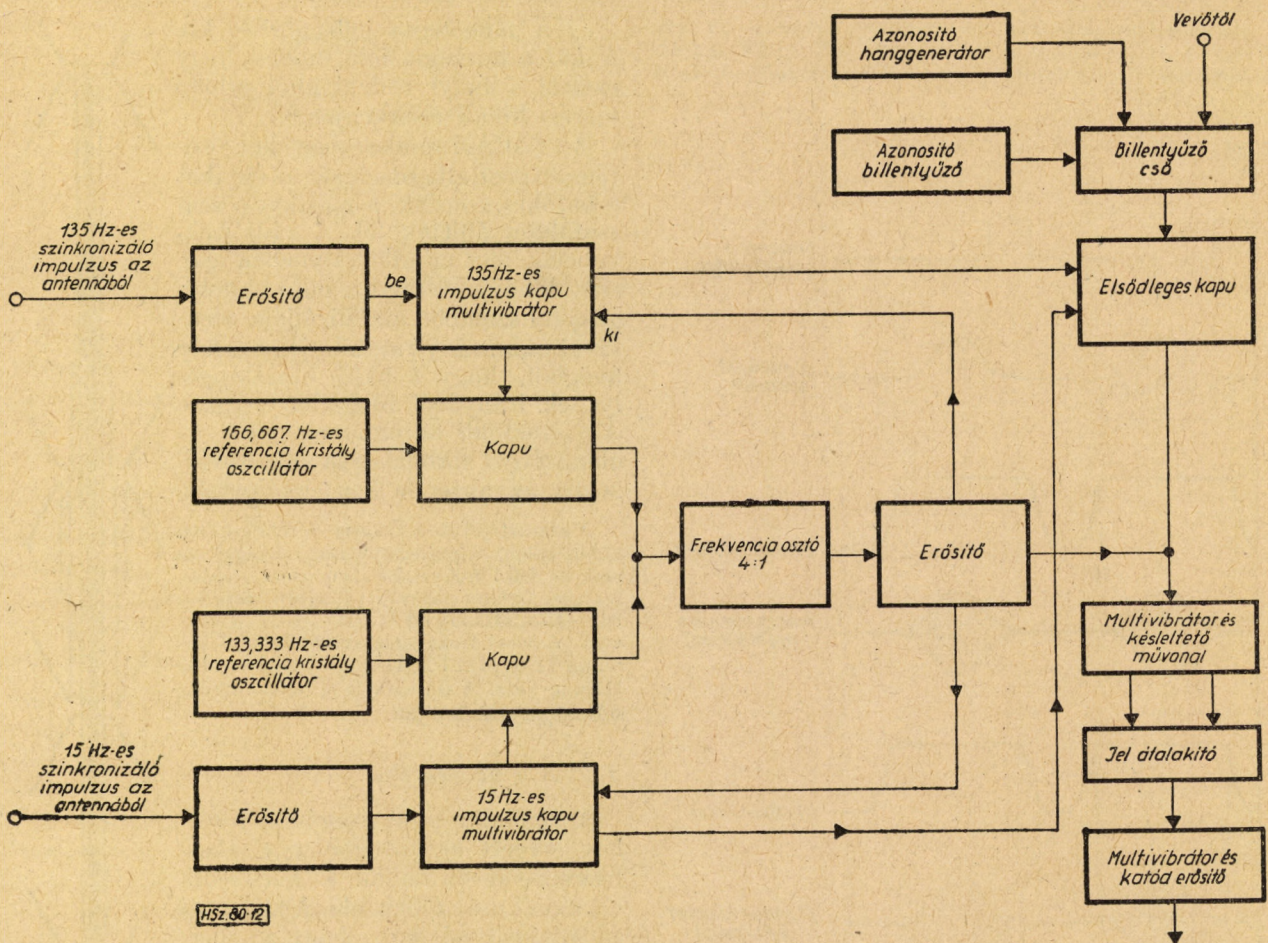 Azonosító
hanggenerátor
Vevőtől
Azonosító
billentyűző
Billentyűző
cső
135 Hz-es
szinkronizáló
impulzus az
antennából
Erősítő
be
135 Hz-es
impulzus kapu
multivibrátor
ki
Elsődleges kapu
166,667 Hz-es
referencia kristály
oszcillátor
Kapu
Frekvencia osztó
4:1
Erősítő
133,333 Hz-es
referencia kristály
oszcillátor
Kapu
Multivibrátor és
késleltető
művonal
15 Hz-es
szinkronizáló
impulzus az
antennából
Erősítő
15 Hz-es
impulzus kapu
multivibrátor
Jel átalakító
Multivibrátor és
katód erősítő
HSz.80-12